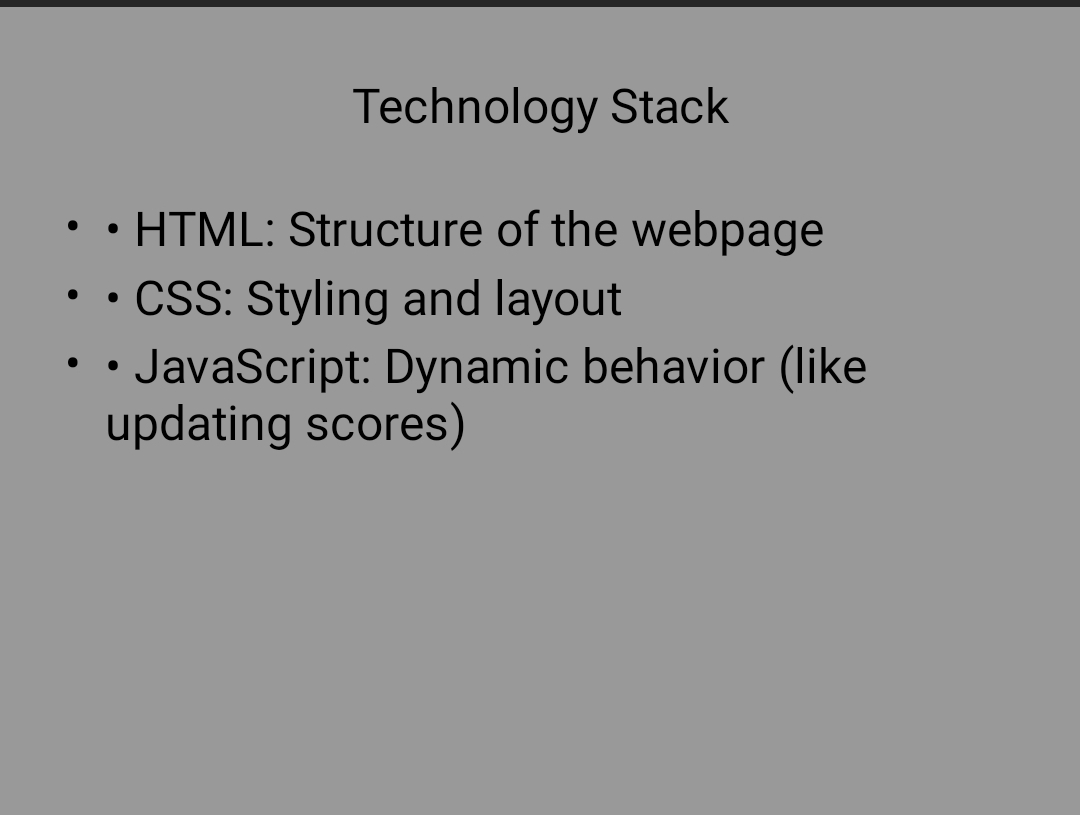 Technology Stack
• • HTML: Structure of the webpage
• • CSS: Styling and layout
• • JavaScript: Dynamic behavior (like
updating scores)